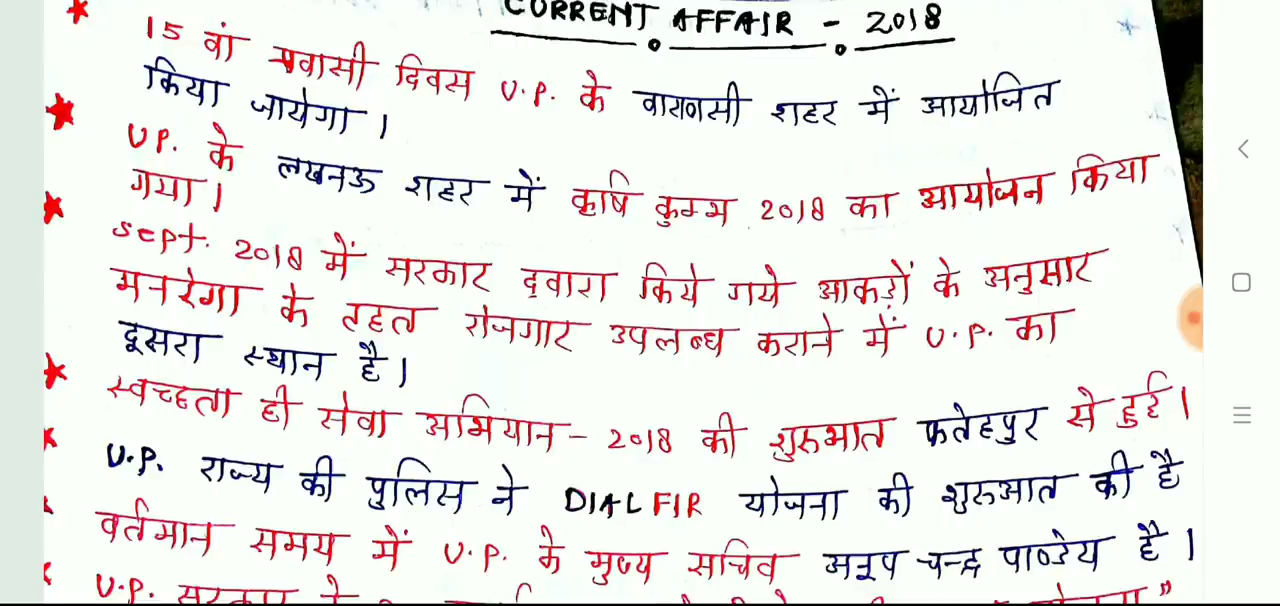 CURRENT AFFAIR - 2018
15 वां प्रवासी दिवस U.P. के वाराणसी शहर में आयोजित
किया जायेगा।
UP. के लखनऊ शहर में कृषि कुम्भ 2018 का आयोजन किया
गया।
Sept. 2018 में सरकार द्वारा किये गये आकड़ों के अनुसार
मनरेगा के तहत रोजगार उपलब्ध कराने में U.P. का
दूसरा स्थान है।
स्वच्छता ही सेवा अभियान - 2018 की शुरुआत फतेहपुर से हुई।
U.P. राज्य की पुलिस ने DIAL FIR योजना की शुरुआत की है
वर्तमान समय में U.P. के मुख्य सचिव अनूप चन्द्र पाण्डेय है।
U.P. सरकार ने